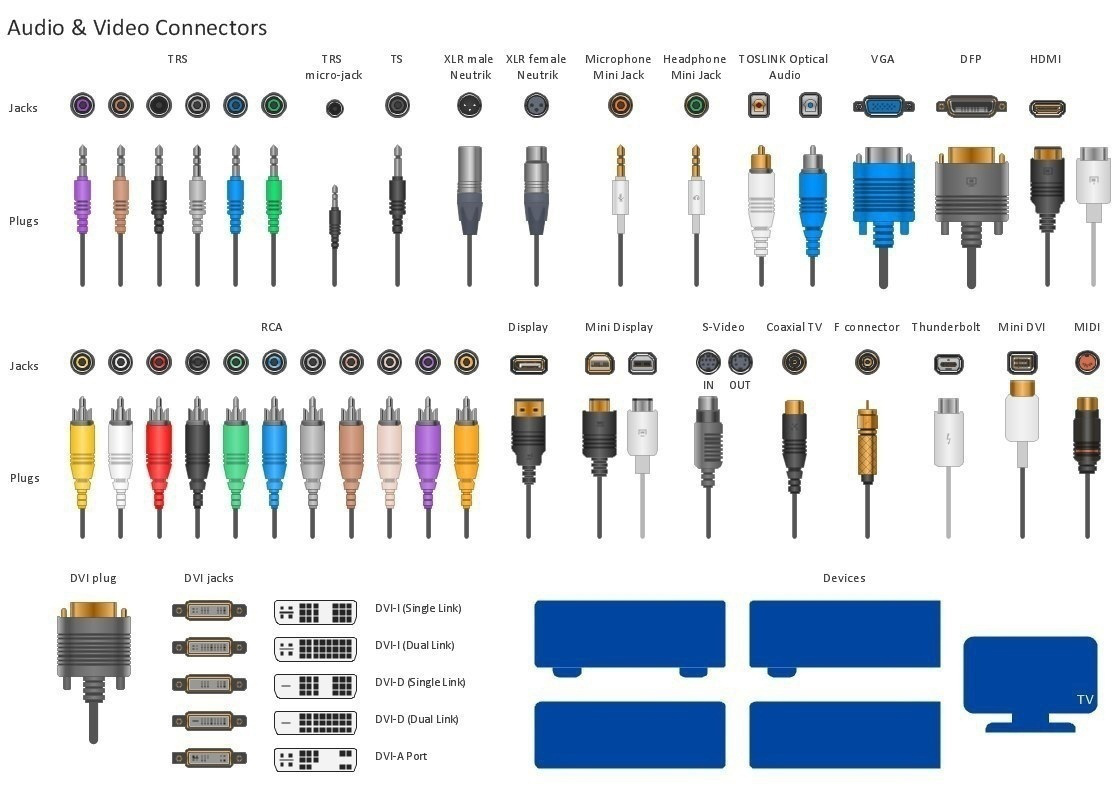 Audio & Video Connectors
TRS
TRS
micro-jack
TS
XLR male
Neutrik
XLR female
Neutrik
Microphone
Mini Jack
Headphone
Mini Jack
TOSLINK Optical
Audio
VGA
DFP
HDMI
Jacks
Plugs
RCA
Display
Mini Display
S-Video
Coaxial TV
F connector
Thunderbolt
Mini DVI
MIDI
Jacks
IN
OUT
Plugs
DVI plug
DVI jacks
Devices
DVI-I (Single Link)
DVI-I (Dual Link)
DVI-D (Single Link)
DVI-D (Dual Link)
DVI-A Port
TV